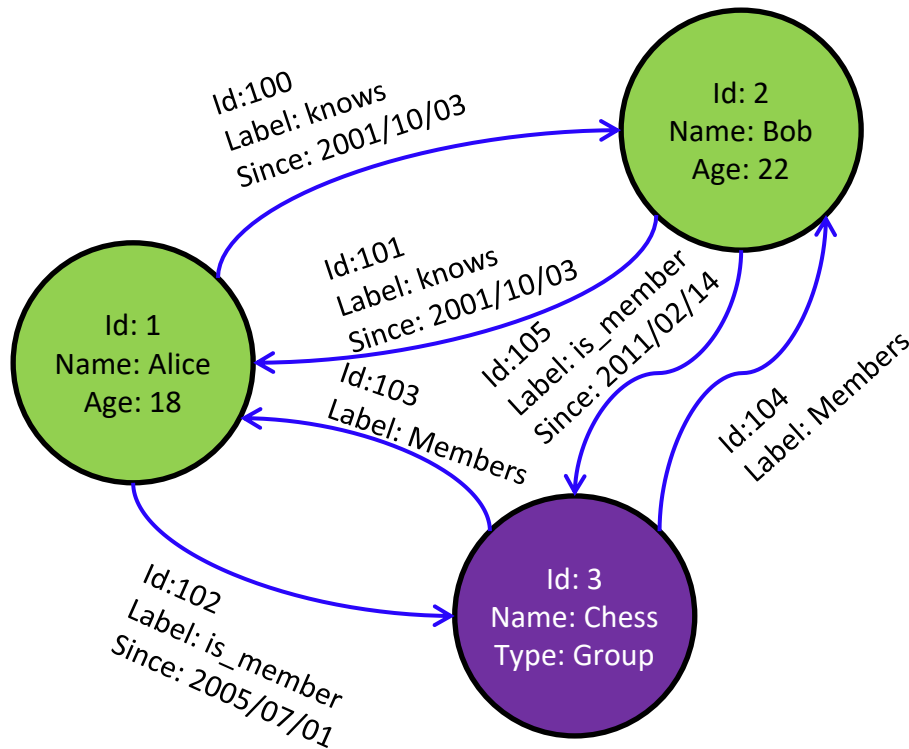 Id:100
Label: knows
Since: 2001/10/03
Id: 2
Name: Bob
Age: 22
Id:101
Label: knows
Since: 2001/10/03
Id: 1
Name: Alice
Age: 18
Id:105
Label: is_member
Since: 2011/02/14
Id:103
Label: Members
Id:104
Label: Members
Id:102
Label: is_member
Since: 2005/07/01
Id: 3
Name: Chess
Type: Group